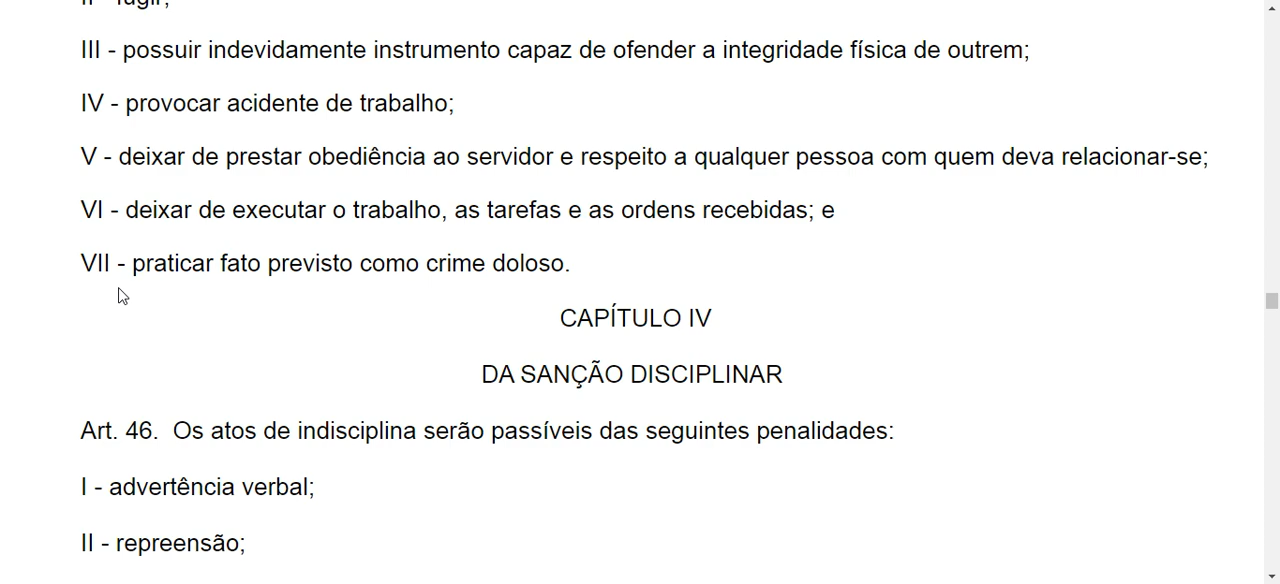 II - fugir;
III - possuir indevidamente instrumento capaz de ofender a integridade física de outrem;
IV - provocar acidente de trabalho;
V - deixar de prestar obediência ao servidor e respeito a qualquer pessoa com quem deva relacionar-se;
VI - deixar de executar o trabalho, as tarefas e as ordens recebidas; e
VII - praticar fato previsto como crime doloso.
CAPÍTULO IV
DA SANÇÃO DISCIPLINAR
Art. 46.  Os atos de indisciplina serão passíveis das seguintes penalidades:
I - advertência verbal;
II - repreensão;